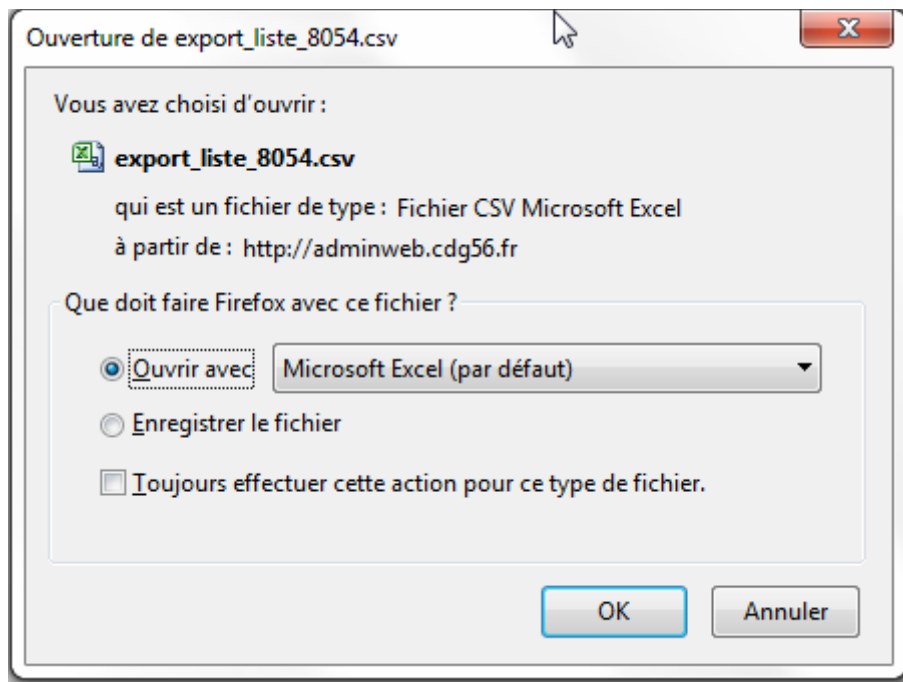 Ouverture de export_liste_8054.csv
Vous avez choisi d'ouvrir :
export_liste_8054.csv
qui est un fichier de type : Fichier CSV Microsoft Excel
à partir de : http://adminweb.cdg56.fr
Que doit faire Firefox avec ce fichier ?
Ouvrir avec Microsoft Excel (par défaut)
Enregistrer le fichier
Toujours effectuer cette action pour ce type de fichier.
OK Annuler